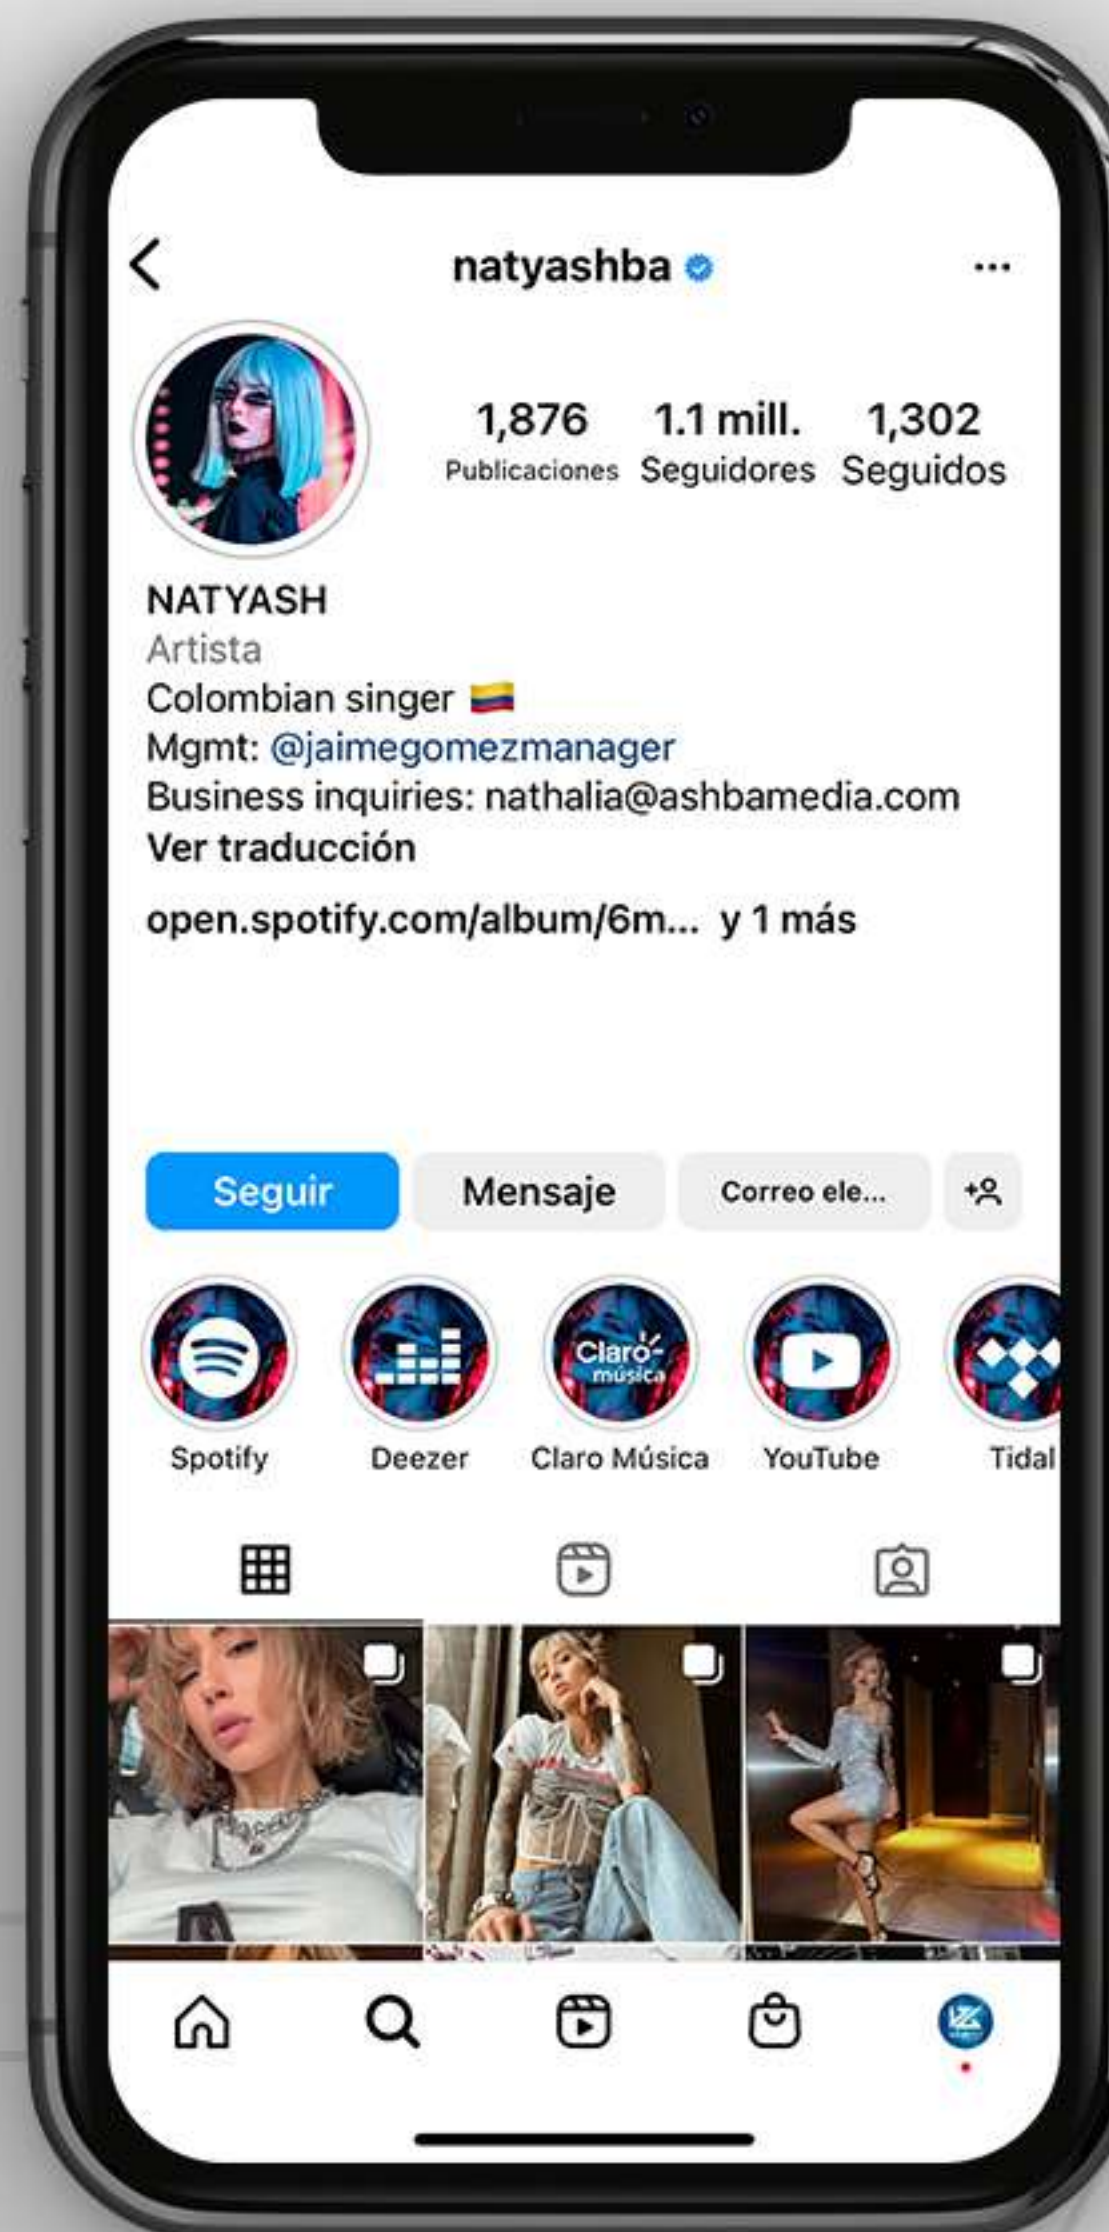 natyashba
1,876 1.1 mill. 1,302
Publicaciones Seguidores Seguidos
NATYASH
Artista
Colombian singer 🇨🇴
Mgmt: @jaimegomezmanager
Business inquiries: nathalia@ashbamedia.com
Ver traducción
open.spotify.com/album/6m... y 1 más
Seguir Mensaje Correo ele...
Claro-
música
Spotify Deezer Claro Música YouTube Tidal